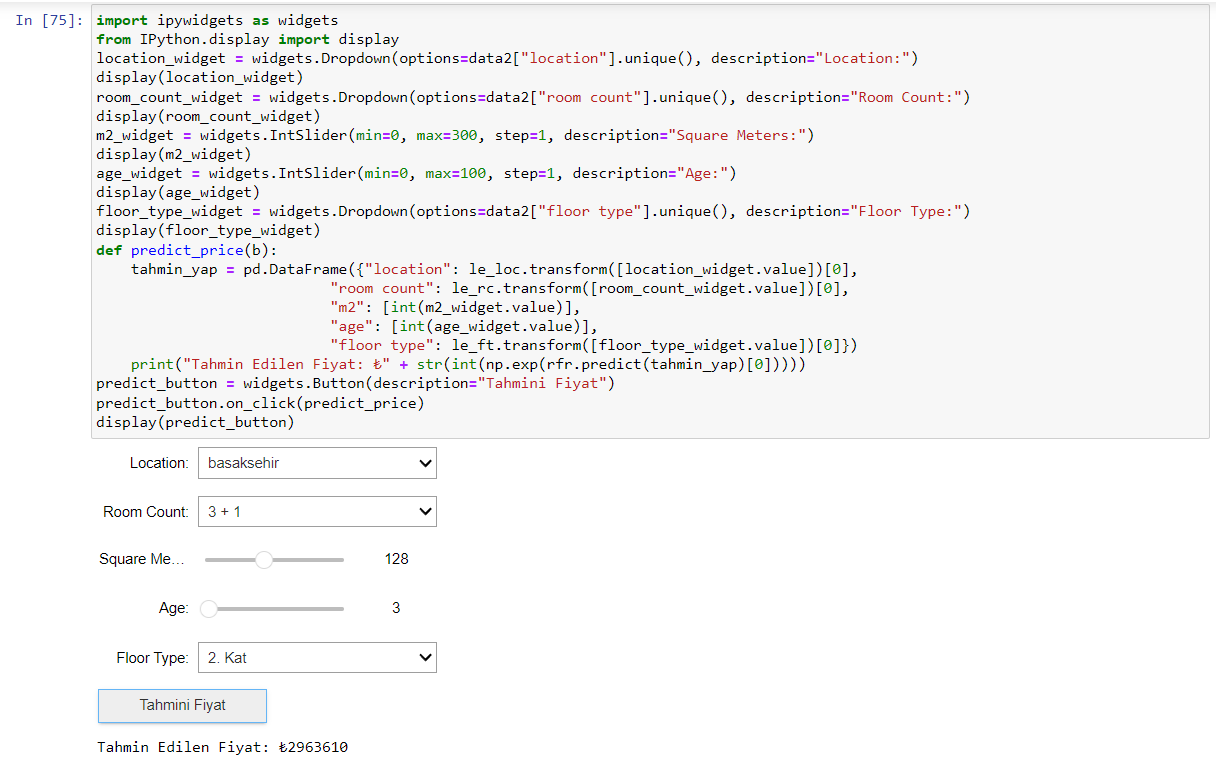 In [75]:
import ipywidgets as widgets
from IPython.display import display
location_widget = widgets.Dropdown(options=data2["location"].unique(), description="Location:")
display(location_widget)
room_count_widget = widgets.Dropdown(options=data2["room count"].unique(), description="Room Count:")
display(room_count_widget)
m2_widget = widgets.IntSlider(min=0, max=300, step=1, description="Square Meters:")
display(m2_widget)
age_widget = widgets.IntSlider(min=0, max=100, step=1, description="Age:")
display(age_widget)
floor_type_widget = widgets.Dropdown(options=data2["floor type"].unique(), description="Floor Type:")
display(floor_type_widget)
def predict_price(b):
    tahmin_yap = pd.DataFrame({"location": le_loc.transform([location_widget.value])[0],
                           "room count": le_rc.transform([room_count_widget.value])[0],
                           "m2": [int(m2_widget.value)],
                           "age": [int(age_widget.value)],
                           "floor type": le_ft.transform([floor_type_widget.value])[0]})
    print("Tahmin Edilen Fiyat: ₺" + str(int(np.exp(rfr.predict(tahmin_yap)[0]))))
predict_button = widgets.Button(description="Tahmini Fiyat")
predict_button.on_click(predict_price)
display(predict_button)
Location: basaksehir
Room Count: 3 + 1
Square Me... 128
Age: 3
Floor Type: 2. Kat
Tahmini Fiyat
Tahmin Edilen Fiyat: ₺2963610